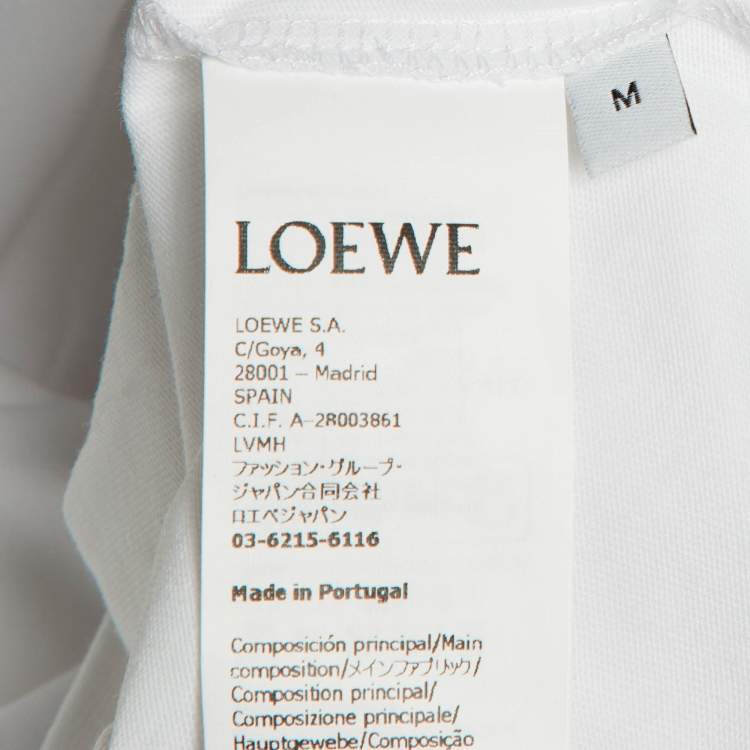 M
LOEWE
LOEWE S.A.
C/Goya, 4
28001 – Madrid
SPAIN
C.I.F. A-28003861
LVMH
ファッション・グループ・
ジャパン合同会社
ロエベジャパン
03-6215-6116
Made in Portugal
Composición principal/Main
composition/メインファブリック/
Composition principal/
Composizione principale/
Hauptgewebe/Composição